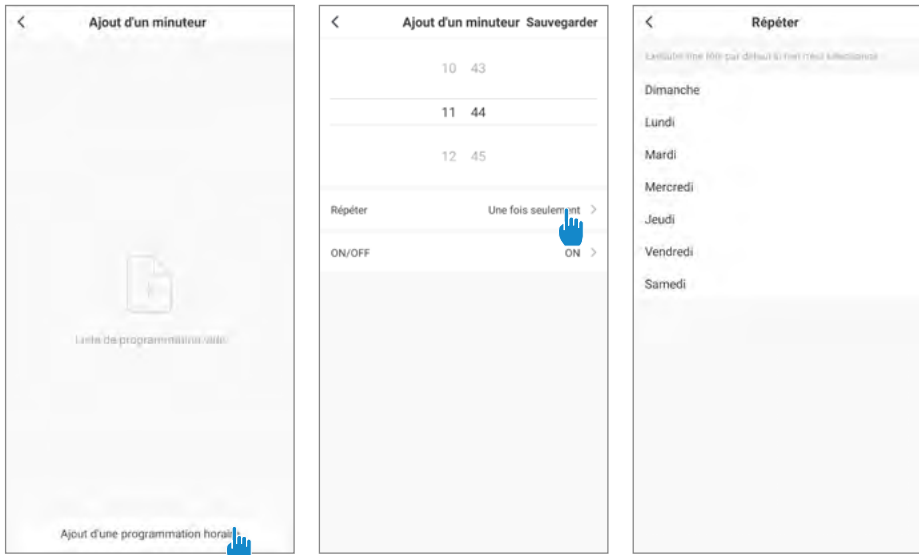 Ajout d'un minuteur
Liste de programmation vide
Ajout d'une programmation horaire
Ajout d'un minuteur Sauvegarder
10 43
11 44
12 45
Répéter Une fois seulement
ON/OFF ON
Répéter
Dimanche
Lundi
Mardi
Mercredi
Jeudi
Vendredi
Samedi